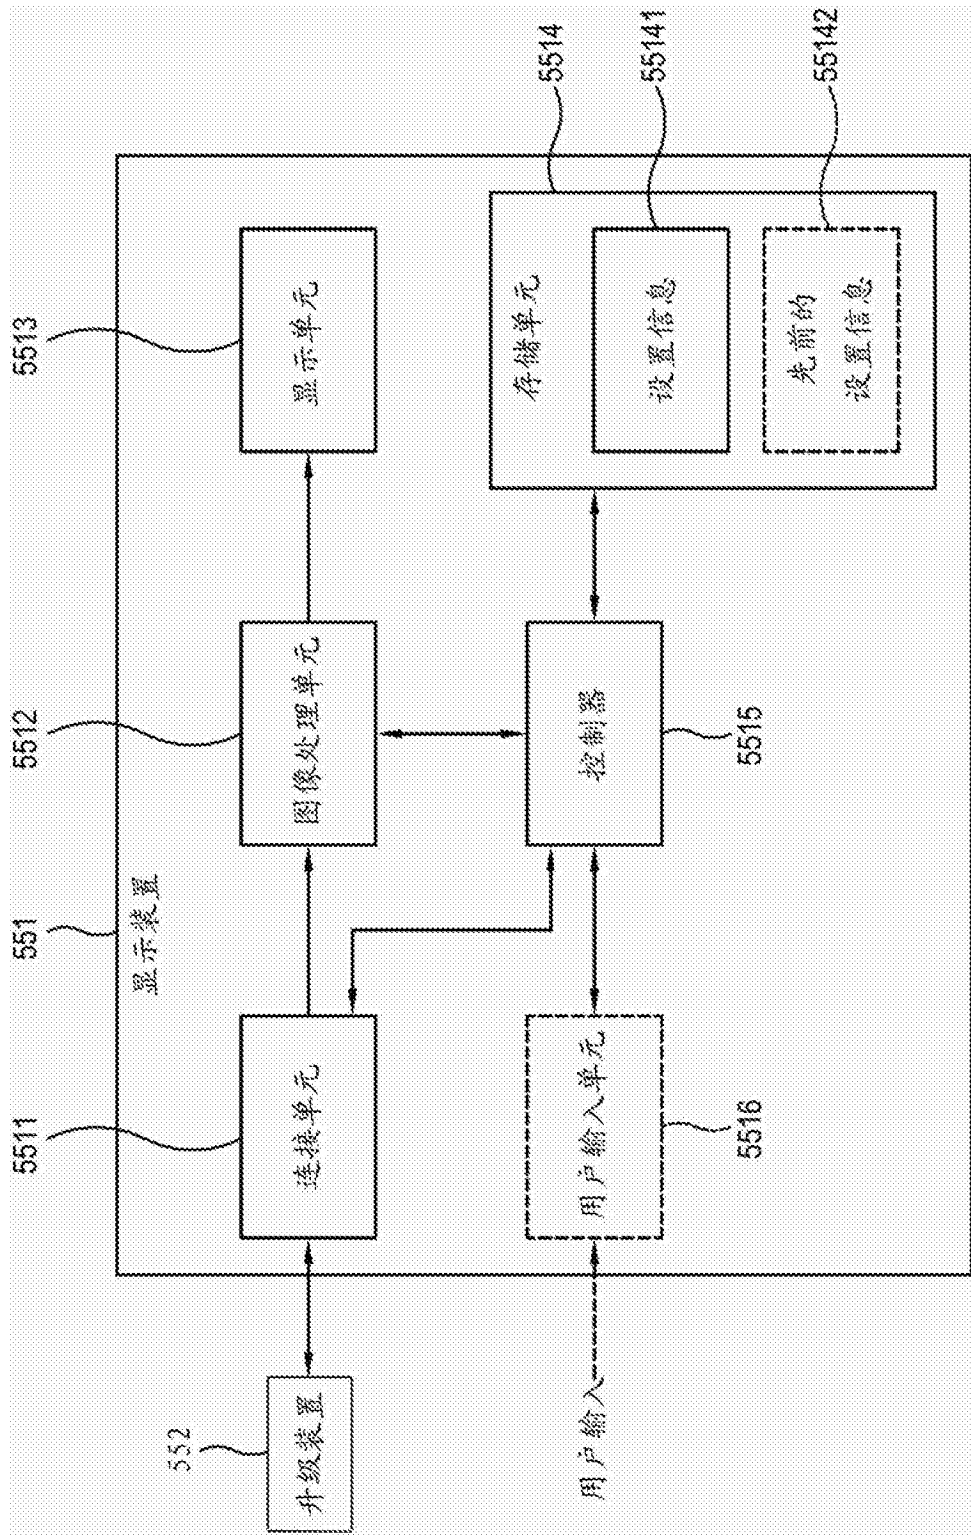 551
显示装置
552
升级装置
5511
连接单元
5512
图像处理单元
5513
显示单元
用户输入
用户输入单元
5516
控制器
5515
存储单元
5514
设置信息
55141
先前的
设置信息
55142